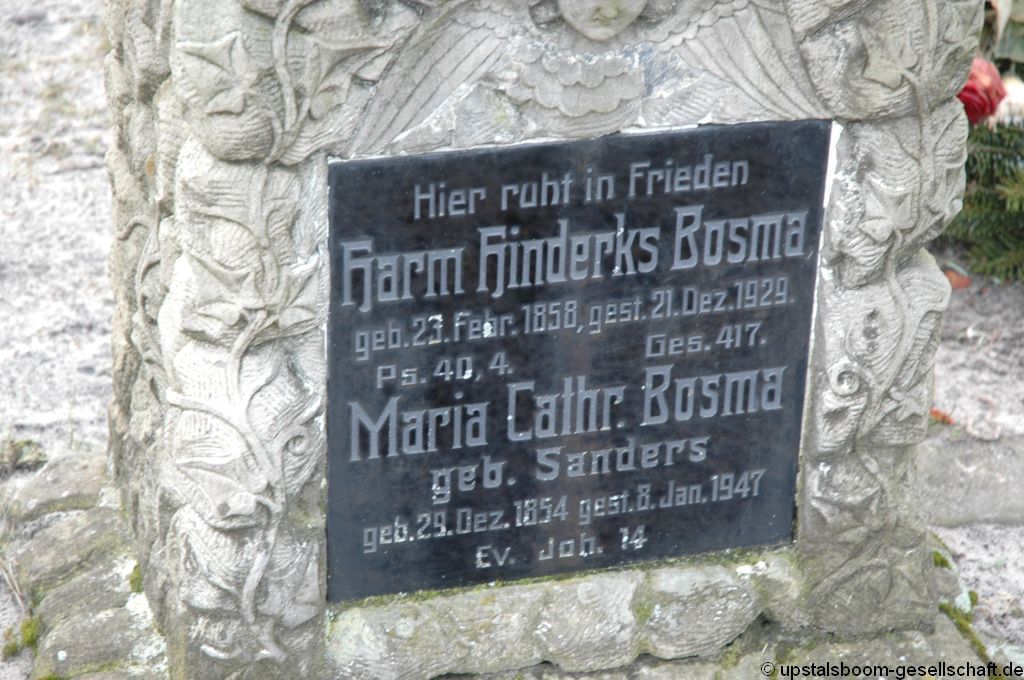 Hier ruht in Frieden
Harm Hinderks Bosma
geb. 23. Febr. 1858, gest. 21. Dez. 1929.
Ps. 40, 4. Ges. 417.
Maria Cathr. Bosma
geb. Sanders
geb. 29. Dez. 1854 gest. 8. Jan. 1947
Ev. Joh. 14
© upstalsboom-gesellschaft.de